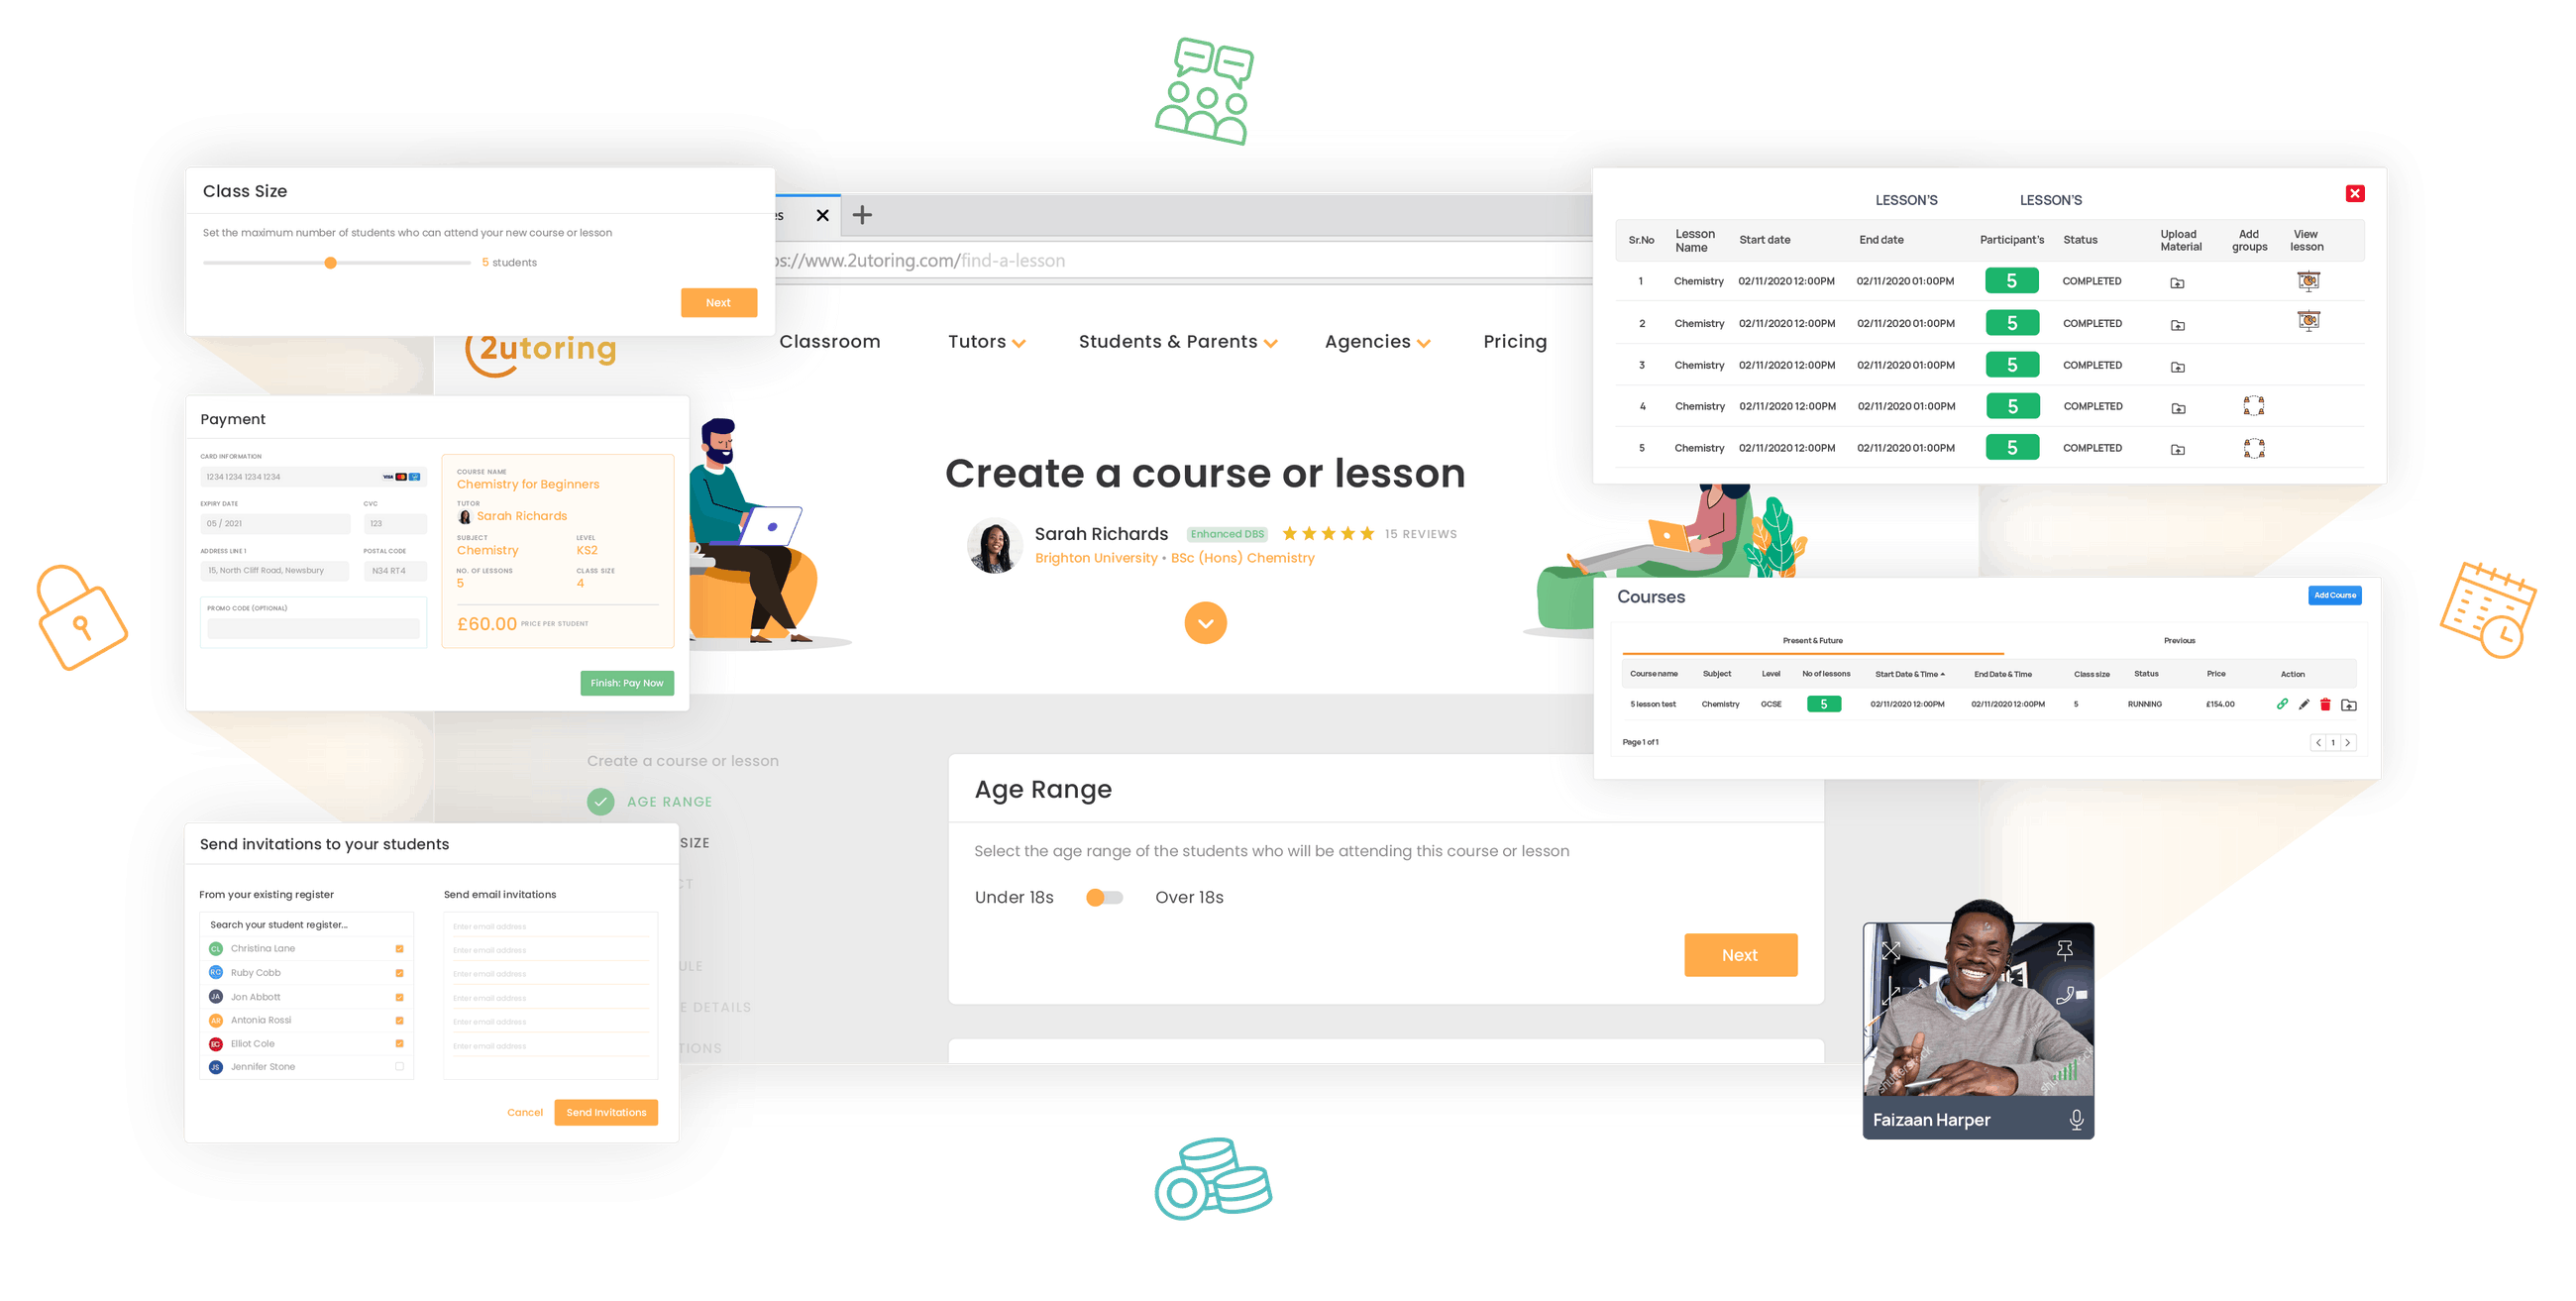 Class Size
Set the maximum number of students who can attend your new course or lesson
5 students
Next
https://www.2utoring.com/find-a-lesson
2utoring
Classroom
Tutors
Students & Parents
Agencies
Pricing
Create a course or lesson
Sarah Richards
Enhanced DBS
15 REVIEWS
Brighton University • BSc (Hons) Chemistry
Payment
CARD INFORMATION
1234 1234 1234 1234
VISA
EXPIRY DATE
CVC
05 / 2021
123
ADDRESS LINE 1
POSTAL CODE
15, North Cliff Road, Newsbury
N34 RT4
PROMO CODE (OPTIONAL)
COURSE NAME
Chemistry for Beginners
TUTOR
Sarah Richards
SUBJECT
LEVEL
Chemistry
KS2
NO. OF LESSONS
CLASS SIZE
5
4
£60.00 PRICE PER STUDENT
Finish: Pay Now
Create a course or lesson
AGE RANGE
SIZE
CT
ULE
E DETAILS
TIONS
Age Range
Select the age range of the students who will be attending this course or lesson
Under 18s
Over 18s
Next
Send invitations to your students
From your existing register
Send email invitations
Search your student register...
CL Christina Lane
RC Ruby Cobb
JA Jon Abbott
AR Antonia Rossi
EC Elliot Cole
JS Jennifer Stone
Enter email address
Enter email address
Enter email address
Enter email address
Enter email address
Enter email address
Cancel
Send Invitations
LESSON'S LESSON'S
Sr.No Lesson Name Start date End date Participant's Status Upload Material Add groups View lesson
1 Chemistry 02/11/2020 12:00PM 02/11/2020 01:00PM 5 COMPLETED
2 Chemistry 02/11/2020 12:00PM 02/11/2020 01:00PM 5 COMPLETED
3 Chemistry 02/11/2020 12:00PM 02/11/2020 01:00PM 5 COMPLETED
4 Chemistry 02/11/2020 12:00PM 02/11/2020 01:00PM 5 COMPLETED
5 Chemistry 02/11/2020 12:00PM 02/11/2020 01:00PM 5 COMPLETED
Courses
Add Course
Present & Future
Previous
Course name Subject Level No of lessons Start Date & Time End Date & Time Class size Status Price Action
5 lesson test Chemistry GCSE 5 02/11/2020 12:00PM 02/11/2020 12:00PM 5 RUNNING £154.00
Page 1 of 1
1
shutterstock
Faizaan Harper